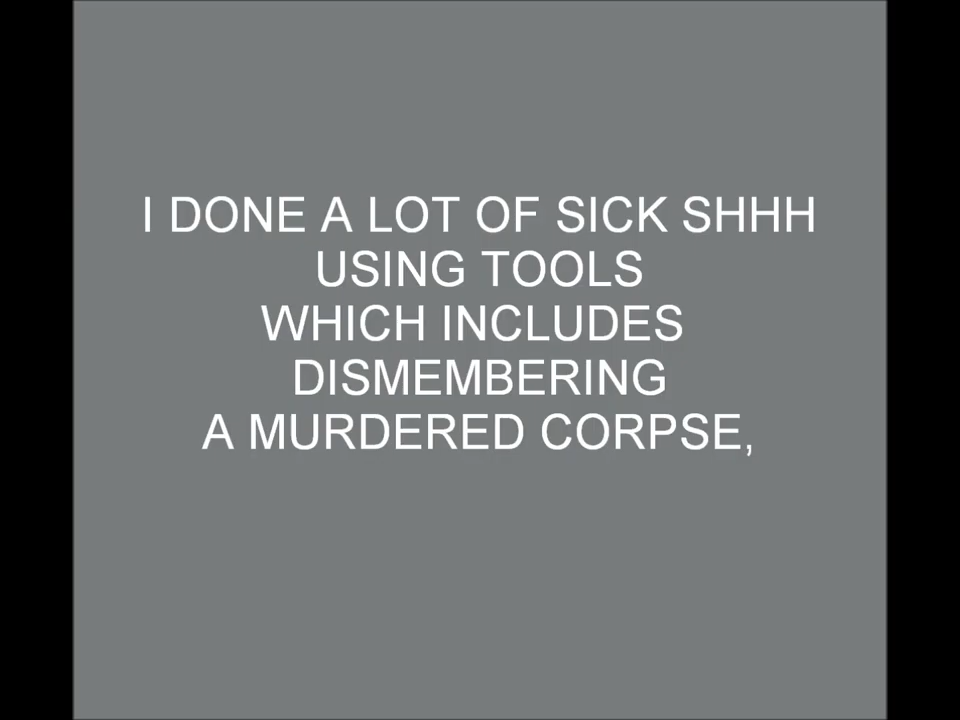 I DONE A LOT OF SICK SHHH
USING TOOLS
WHICH INCLUDES
DISMEMBERING
A MURDERED CORPSE,